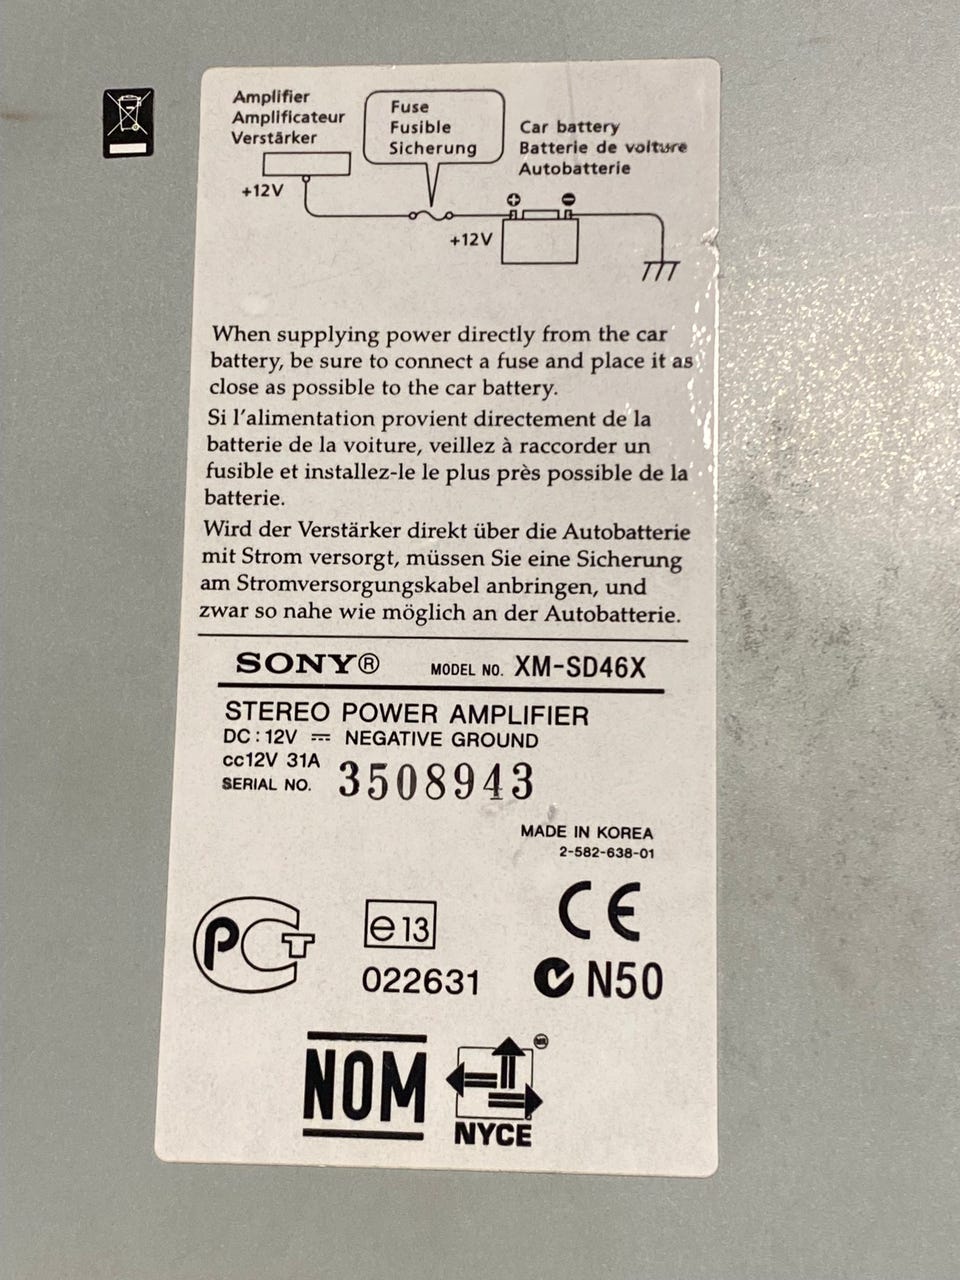 Amplifier
Amplificateur
Verstärker
Fuse
Fusible
Sicherung
Car battery
Batterie de voiture
Autobatterie
+12V
+12V
When supplying power directly from the car
battery, be sure to connect a fuse and place it as
close as possible to the car battery.
Si l'alimentation provient directement de la
batterie de la voiture, veillez à raccorder un
fusible et installez-le le plus près possible de la
batterie.
Wird der Verstärker direkt über die Autobatterie
mit Strom versorgt, müssen Sie eine Sicherung
am Stromversorgungskabel anbringen, und
zwar so nahe wie möglich an der Autobatterie.
SONY® MODEL NO. XM-SD46X
STEREO POWER AMPLIFIER
DC : 12V ⎓ NEGATIVE GROUND
cc12V 31A
SERIAL NO. 3508943
MADE IN KOREA
2-582-638-01
PCT
e13
CE
022631
N50
NOM
MR
NYCE